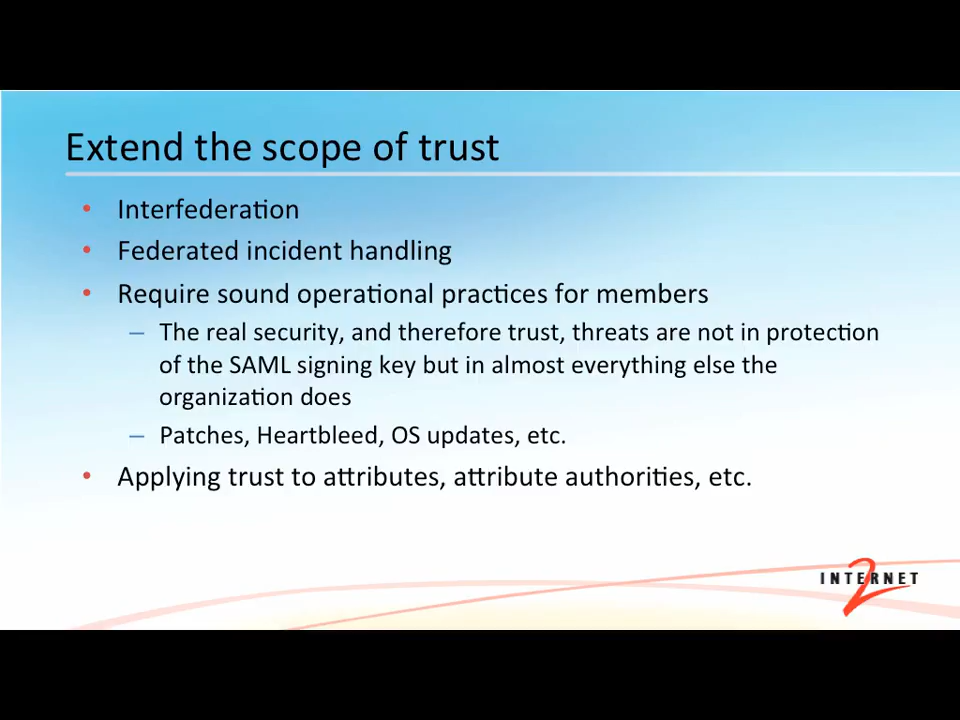 Extend the scope of trust
• Interfederation
• Federated incident handling
• Require sound operational practices for members
– The real security, and therefore trust, threats are not in protection
of the SAML signing key but in almost everything else the
organization does
– Patches, Heartbleed, OS updates, etc.
• Applying trust to attributes, attribute authorities, etc.
INTERNET
2